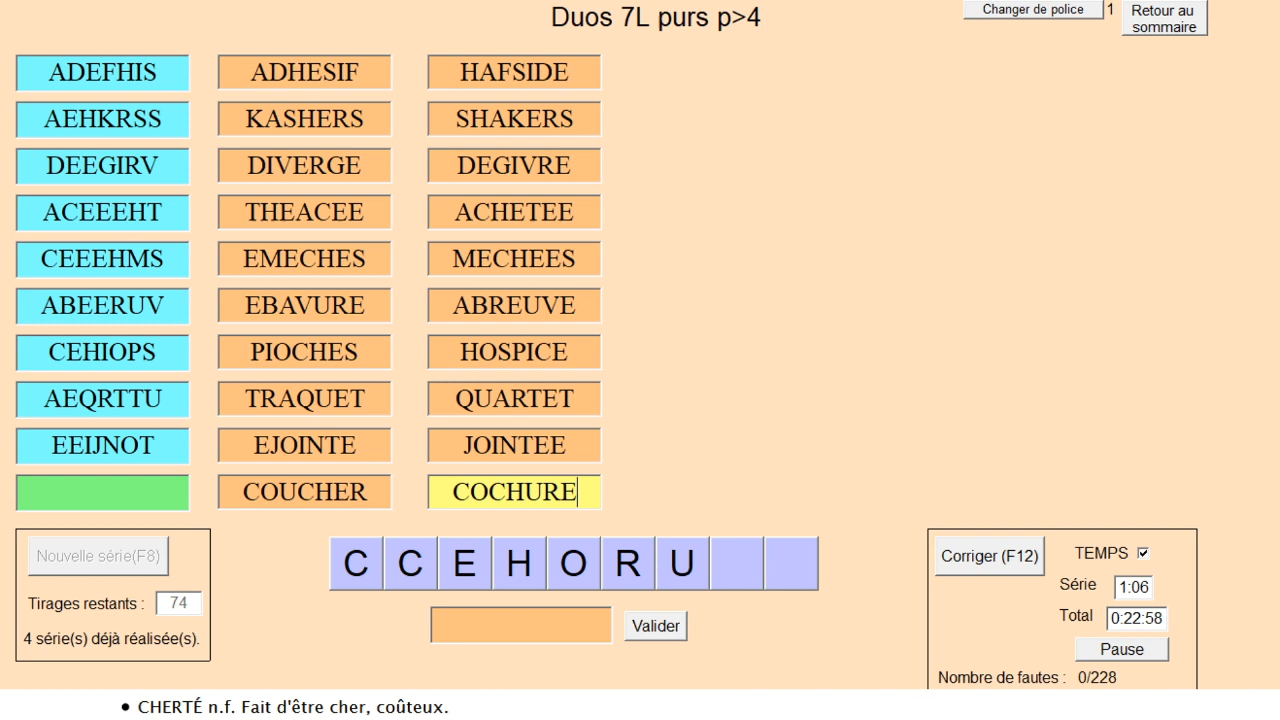 Duos 7L purs p>4
Changer de police 1
Retour au
sommaire
ADEFHIS ADHESIF HAFSIDE
AEHKRSS KASHERS SHAKERS
DEEGIRV DIVERGE DEGIVRE
ACEEEHT THEACEE ACHETEE
CEEEHMS EMECHES MECHEES
ABEERUV EBAVURE ABREUVE
CEHIOPS PIOCHES HOSPICE
AEQRTTU TRAQUET QUARTET
EEIJNOT EJOINTE JOINTEE
COUCHER COCHURE
Nouvelle série(F8)
Tirages restants : 74
4 série(s) déjà réalisée(s).
C C E H O R U
Valider
Corriger (F12) TEMPS
Série 1:06
Total 0:22:58
Pause
Nombre de fautes : 0/228
• CHERTÉ n.f. Fait d'être cher, coûteux.